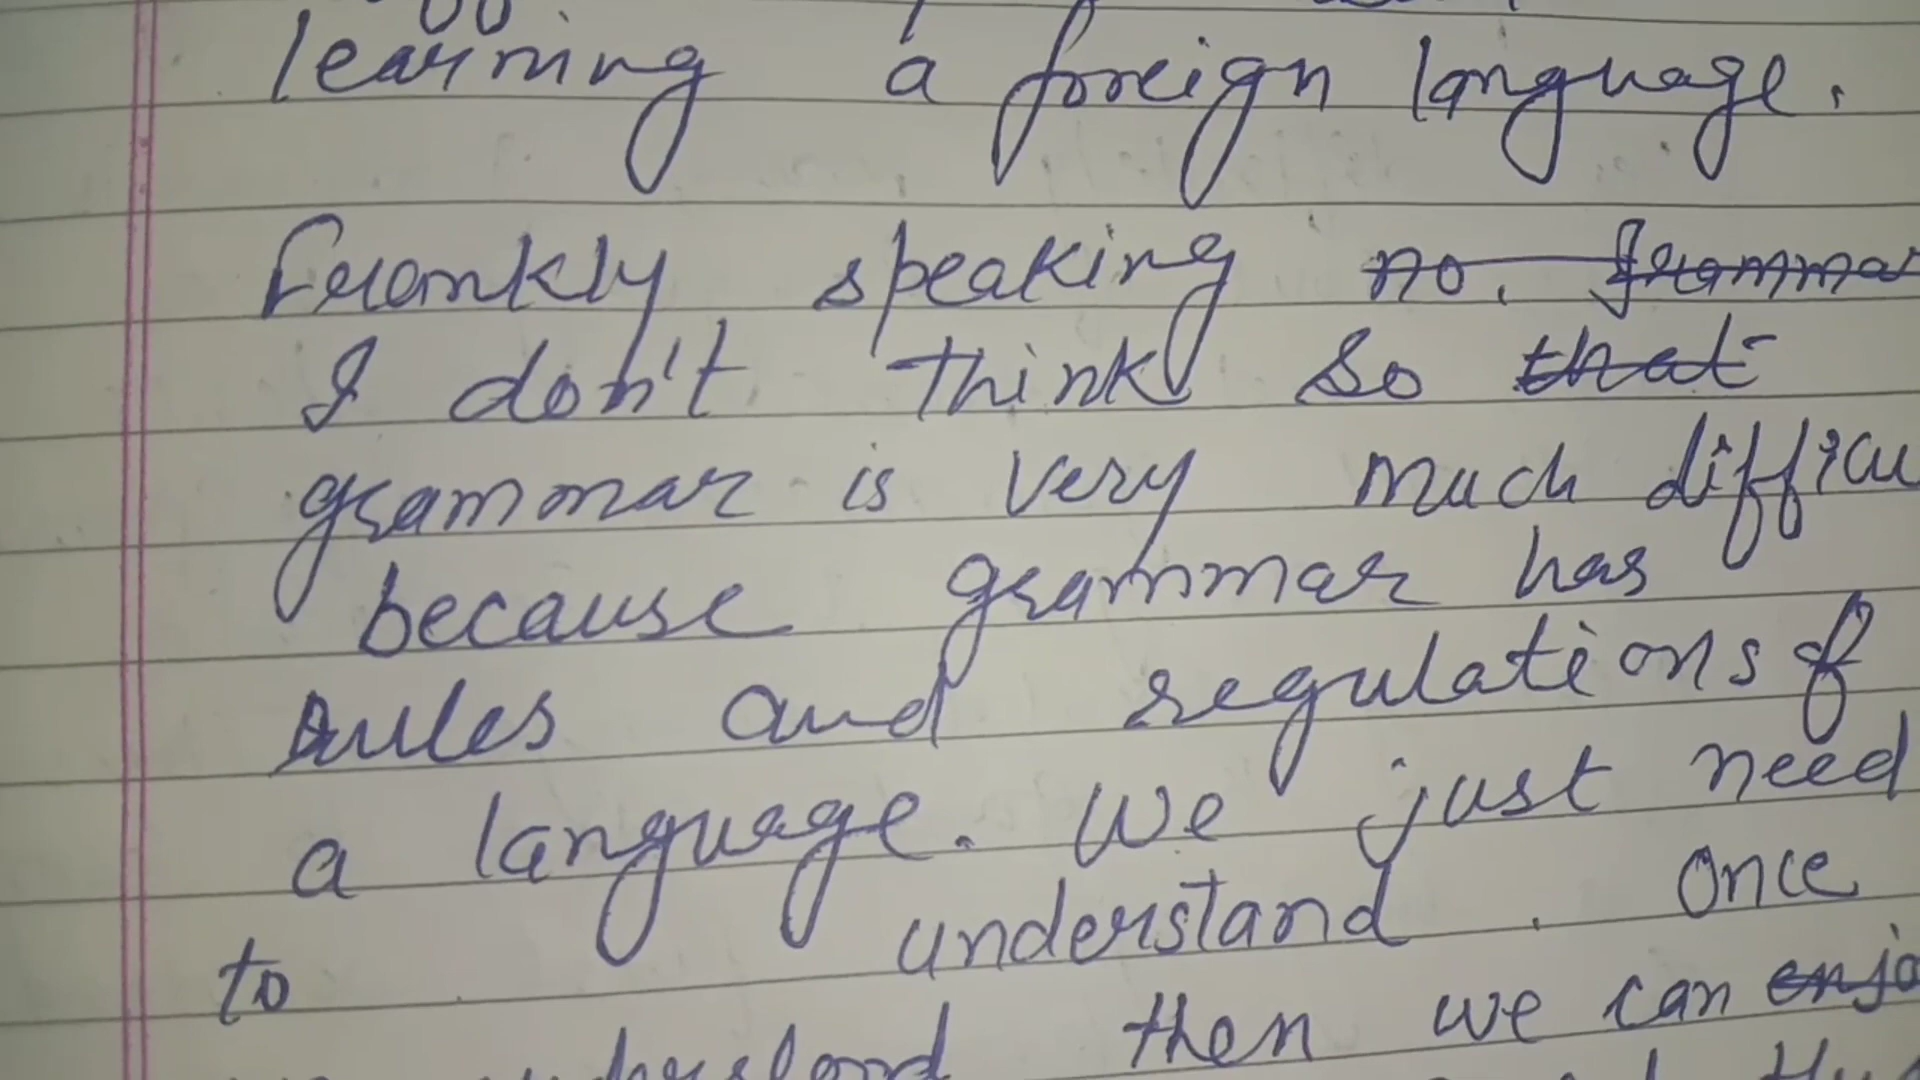 learning a foreign language.
Frankly speaking no. grammar
I don't think so that
grammar is very much difficu
because grammar has
rules and regulations of
a language. We just need
to understand. Once
understand then we can enjo